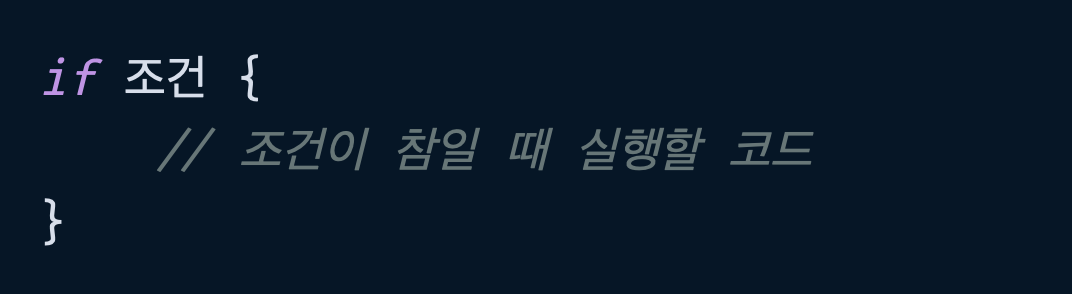 if 조건 {
// 조건이 참일 때 실행할 코드
}